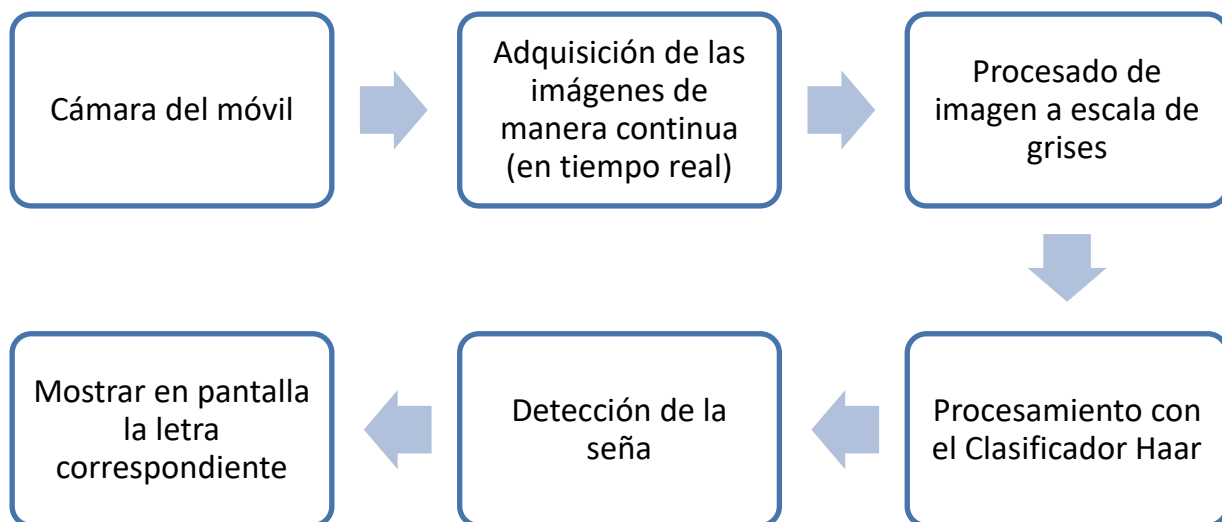 Cámara del móvil
Adquisición de las
imágenes de
manera continua
(en tiempo real)
Procesado de
imagen a escala de
grises
Procesamiento con
el Clasificador Haar
Detección de la
seña
Mostrar en pantalla
la letra
correspondiente